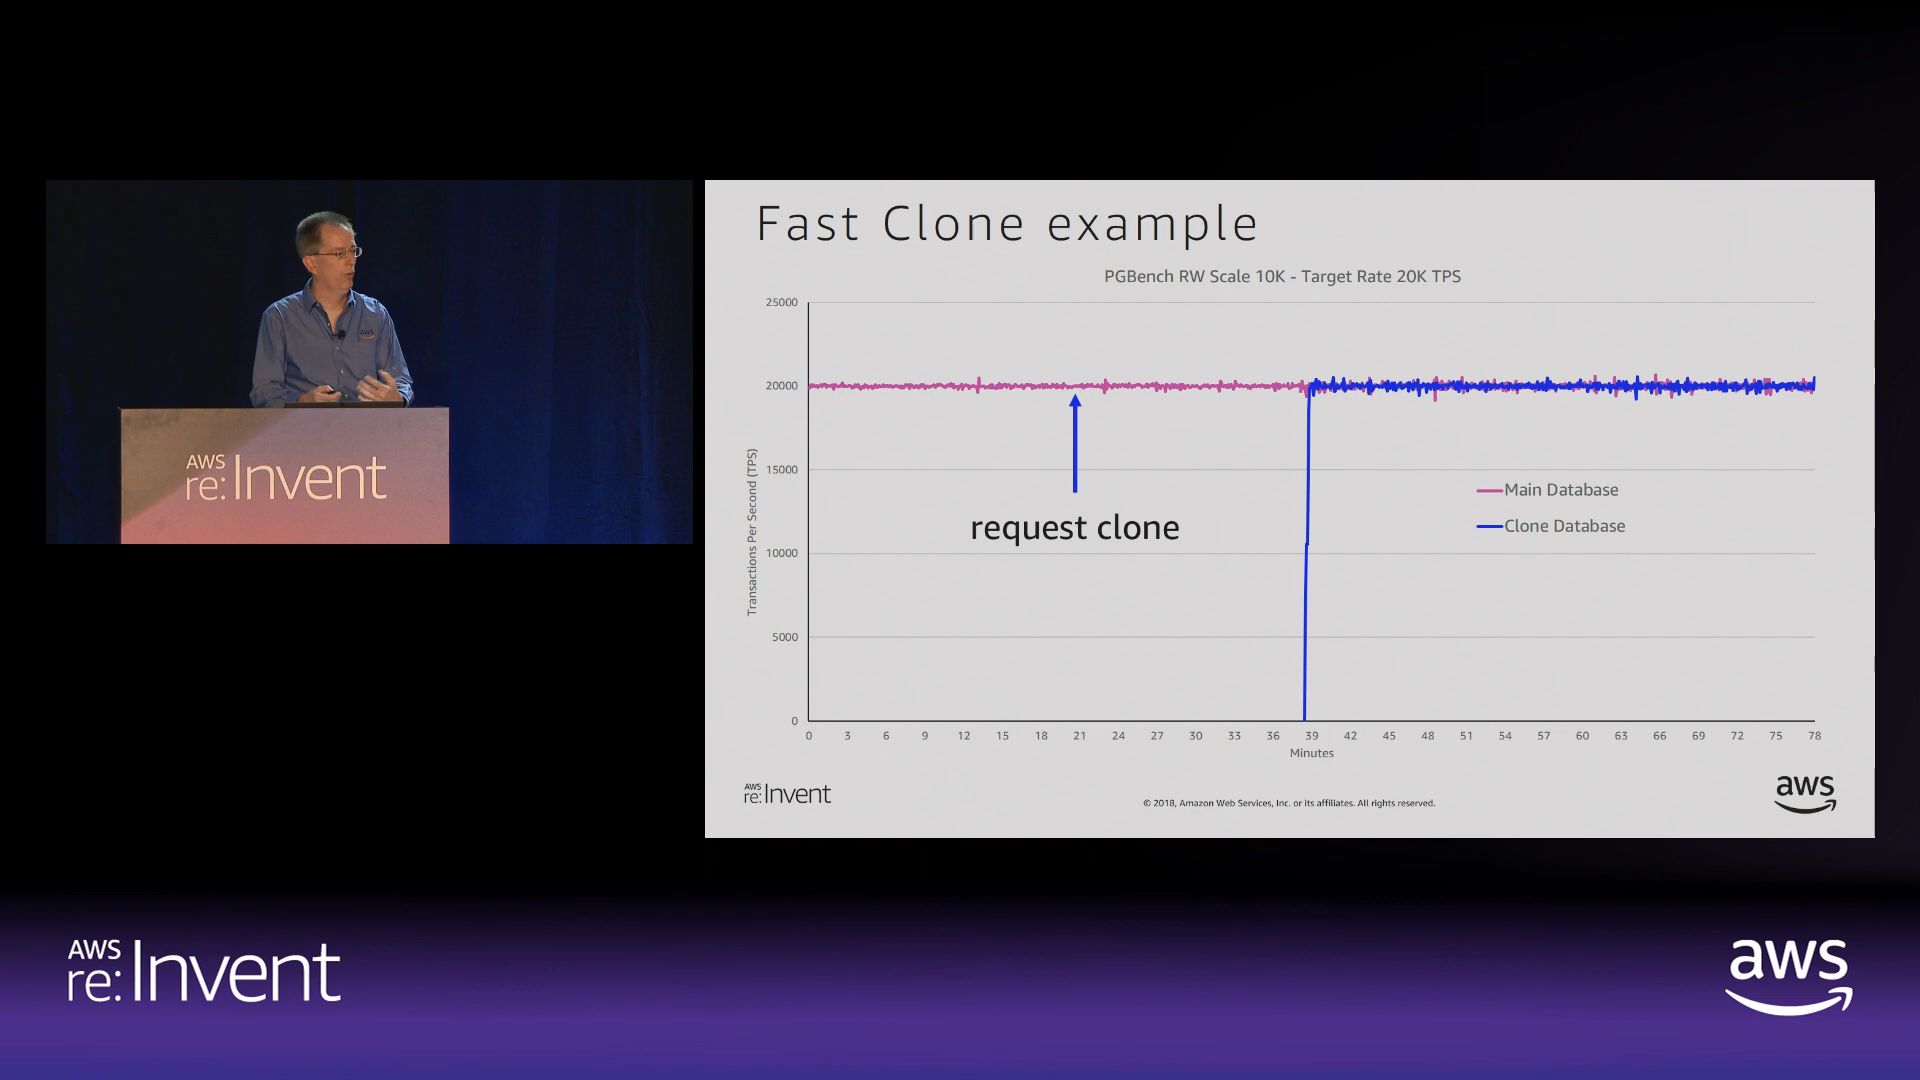 AWS
re:Invent
aws
Fast Clone example
PGBench RW Scale 10K - Target Rate 20K TPS
Transactions Per Second (TPS)
25000
20000
15000
10000
5000
0
request clone
Main Database
Clone Database
0 3 6 9 12 15 18 21 24 27 30 33 36 39 42 45 48 51 54 57 60 63 66 69 72 75 78
Minutes
AWS
re:Invent
© 2018, Amazon Web Services, Inc. or its affiliates. All rights reserved.
aws
AWS
re:Invent
aws